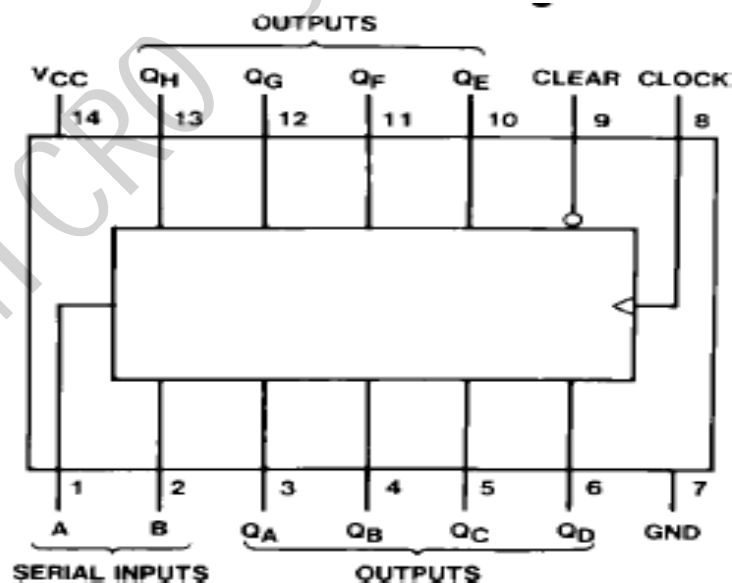 OUTPUTS
VCC QH QG QF QE CLEAR CLOCK
14 13 12 11 10 9 8
1 2 3 4 5 6 7
A B QA QB QC QD GND
SERIAL INPUTS OUTPUTS
CRO